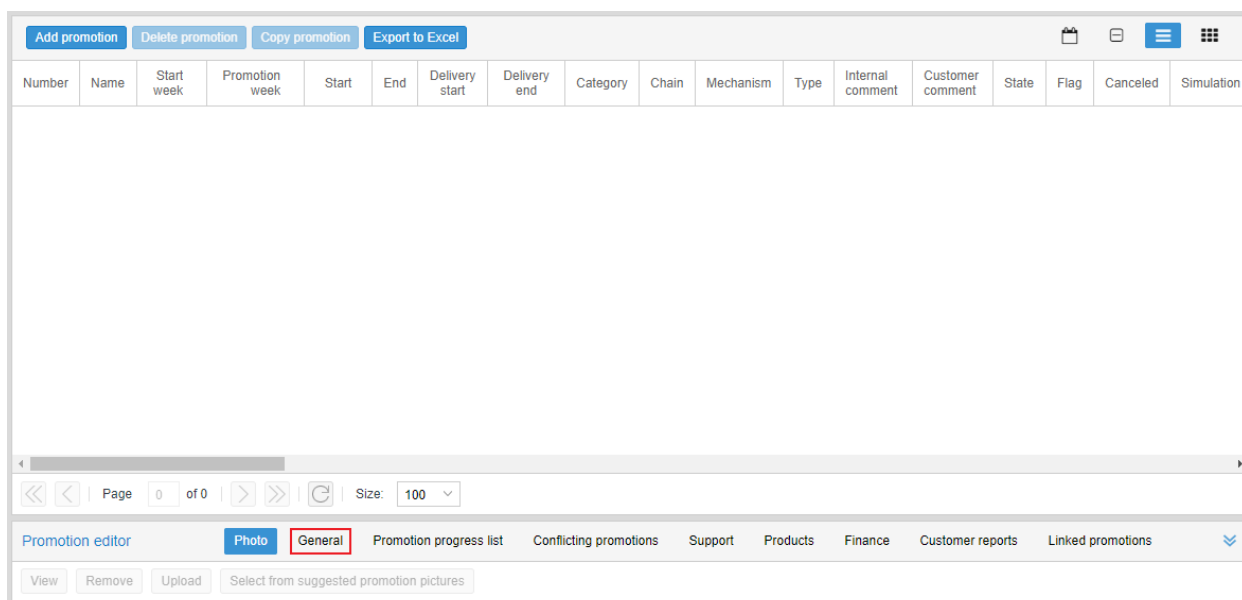 Add promotion Delete promotion Copy promotion Export to Excel
Number Name Start week Promotion week Start End Delivery start Delivery end Category Chain Mechanism Type Internal comment Customer comment State Flag Canceled Simulation
Page 0 of 0 Size: 100
Promotion editor Photo General Promotion progress list Conflicting promotions Support Products Finance Customer reports Linked promotions
View Remove Upload Select from suggested promotion pictures